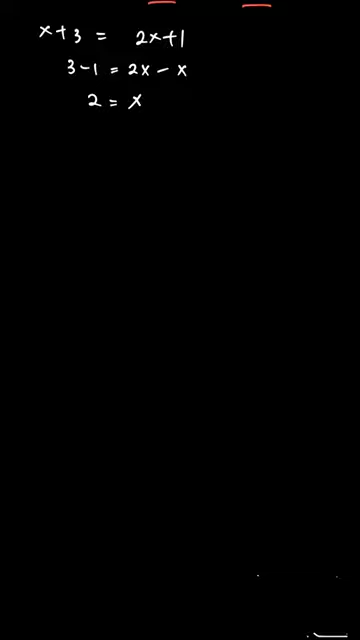 x+3 = 2x+1
3-1 = 2x - x
2 = x